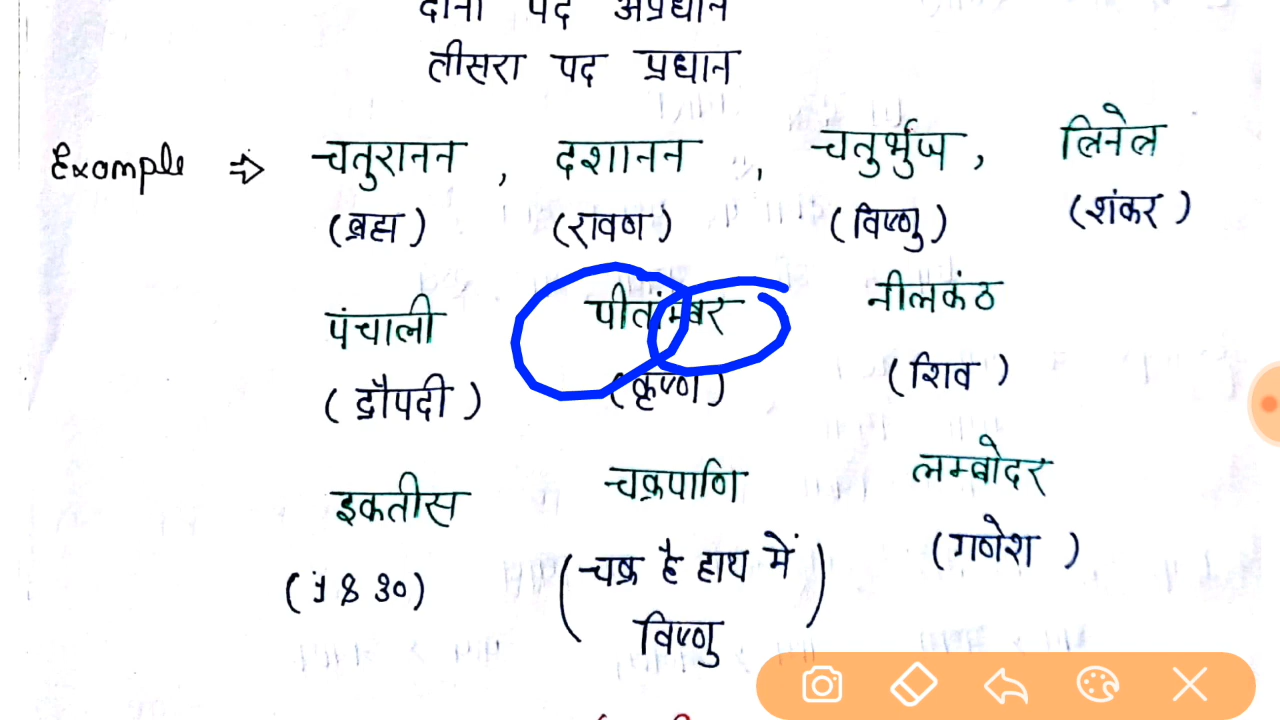 दोनों पद अप्रधान
तीसरा पद प्रधान
Example ⇒ चतुरानन , दशानन , चतुर्भुज , लिनेल
(ब्रह्म) (रावण) (विष्णु) (शंकर)
पंचाली पीतांम्बर नीलकंठ
(द्रौपदी) (कृष्ण) (शिव)
इकतीस चक्रपाणि लम्बोदर
(1 & 30) (चक्र है हाथ में) (गणेश)
विष्णु